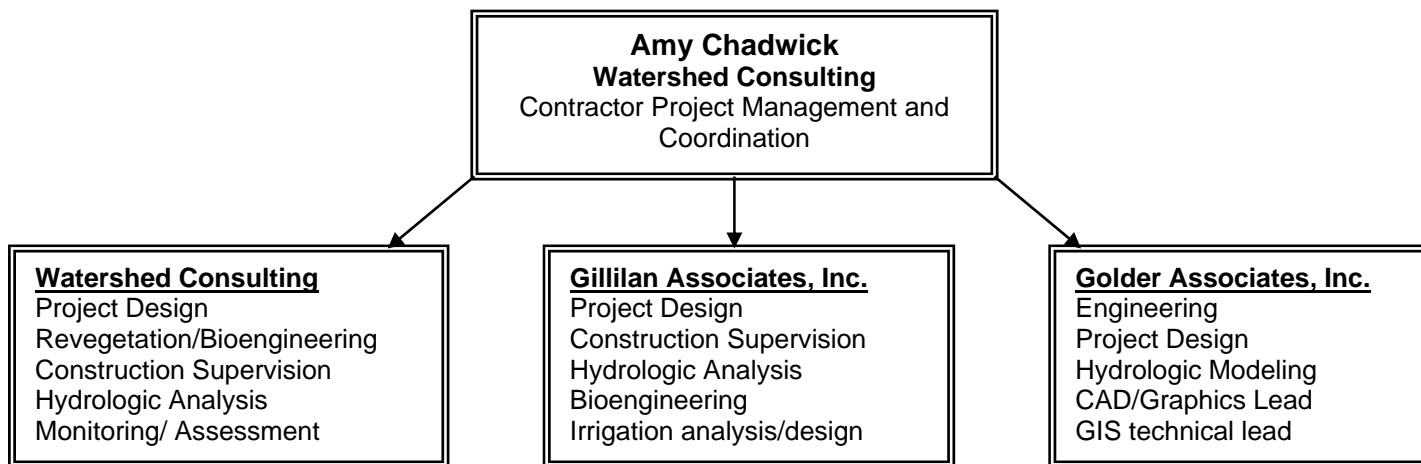 Amy Chadwick
Watershed Consulting
Contractor Project Management and
Coordination
Watershed Consulting
Project Design
Revegetation/Bioengineering
Construction Supervision
Hydrologic Analysis
Monitoring/ Assessment
Gillilan Associates, Inc.
Project Design
Construction Supervision
Hydrologic Analysis
Bioengineering
Irrigation analysis/design
Golder Associates, Inc.
Engineering
Project Design
Hydrologic Modeling
CAD/Graphics Lead
GIS technical lead